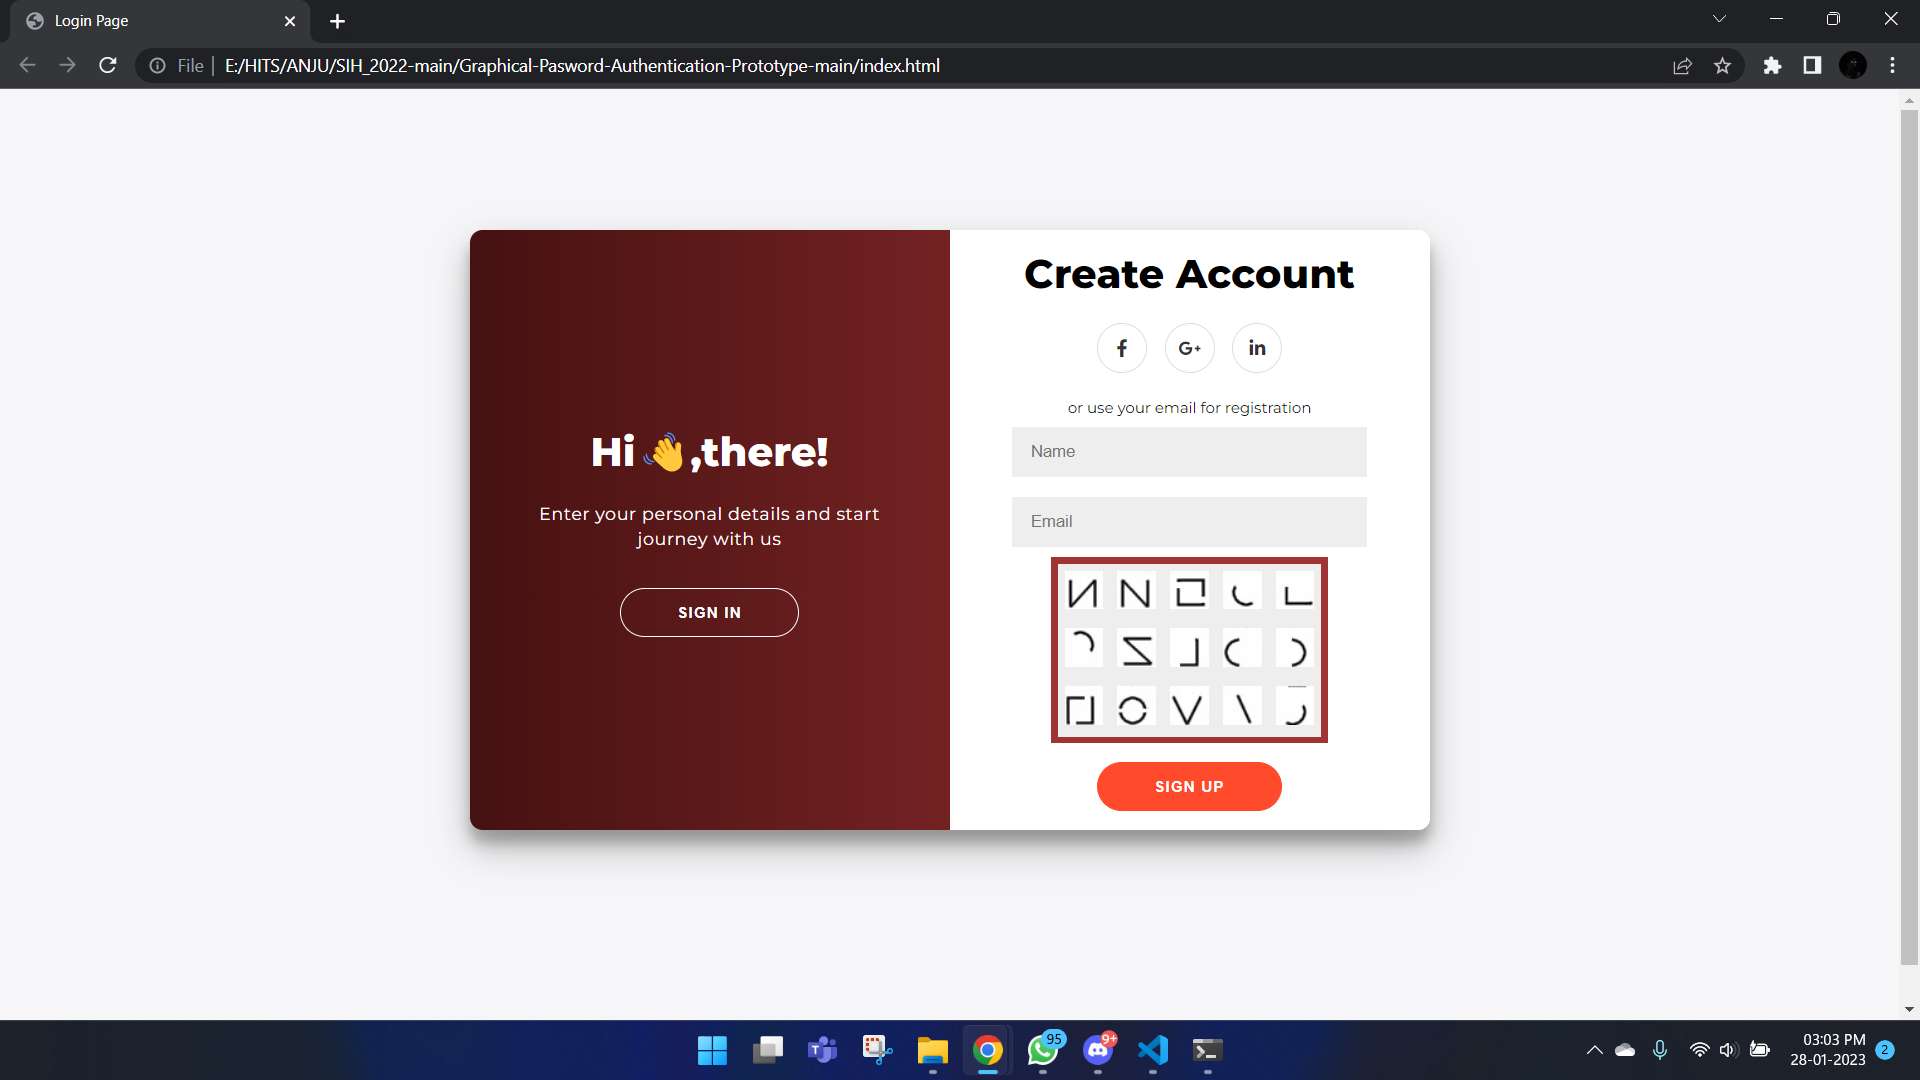 Login Page
File
E:/HITS/ANJU/SIH_2022-main/Graphical-Pasword-Authentication-Prototype-main/index.html
Create Account
f
G+
in
or use your email for registration
Name
Email
SIGN UP
Hi 👋,there!
Enter your personal details and start
journey with us
SIGN IN
95
9+
03:03 PM
28-01-2023
2